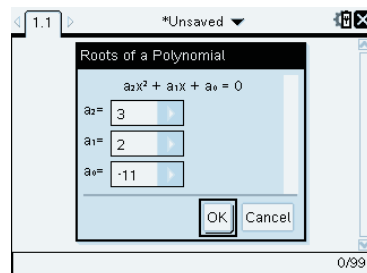 1.1 *Unsaved
Roots of a Polynomial
a₂x² + a₁x + a₀ = 0
a₂= 3
a₁= 2
a₀= -11
OK Cancel
0/99